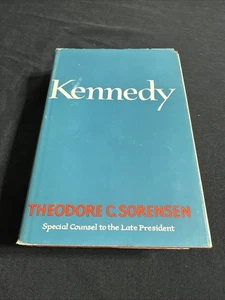 Kennedy
THEODORE C. SORENSEN
Special Counsel to the Late President